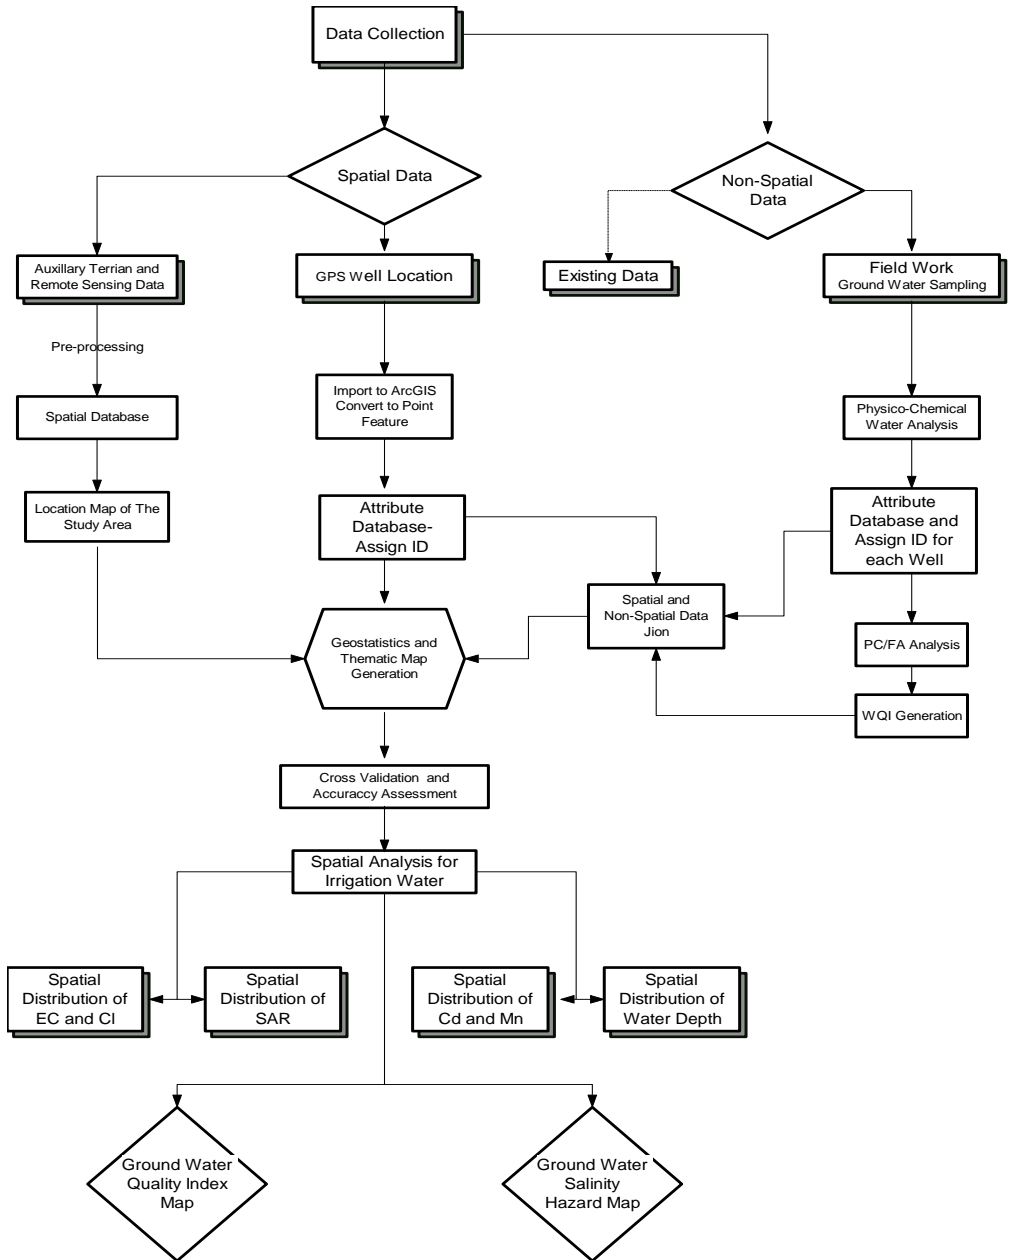 Data Collection
Spatial Data
Non-Spatial
Data
Auxillary Terrian and
Remote Sensing Data
GPS Well Location
Existing Data
Field Work
Ground Water Sampling
Pre-processing
Spatial Database
Import to ArcGIS
Convert to Point
Feature
Physico-Chemical
Water Analysis
Location Map of The
Study Area
Attribute
Database-
Assign ID
Attribute
Database and
Assign ID for
each Well
Spatial and
Non-Spatial Data
Jion
Geostatistics and
Thematic Map
Generation
PC/FA Analysis
WQI Generation
Cross Validation and
Accuraccy Assessment
Spatial Analysis for
Irrigation Water
Spatial
Distribution of
EC and Cl
Spatial
Distribution of
SAR
Spatial
Distribution of
Cd and Mn
Spatial
Distribution of
Water Depth
Ground Water
Quality Index
Map
Ground Water
Salinity
Hazard Map